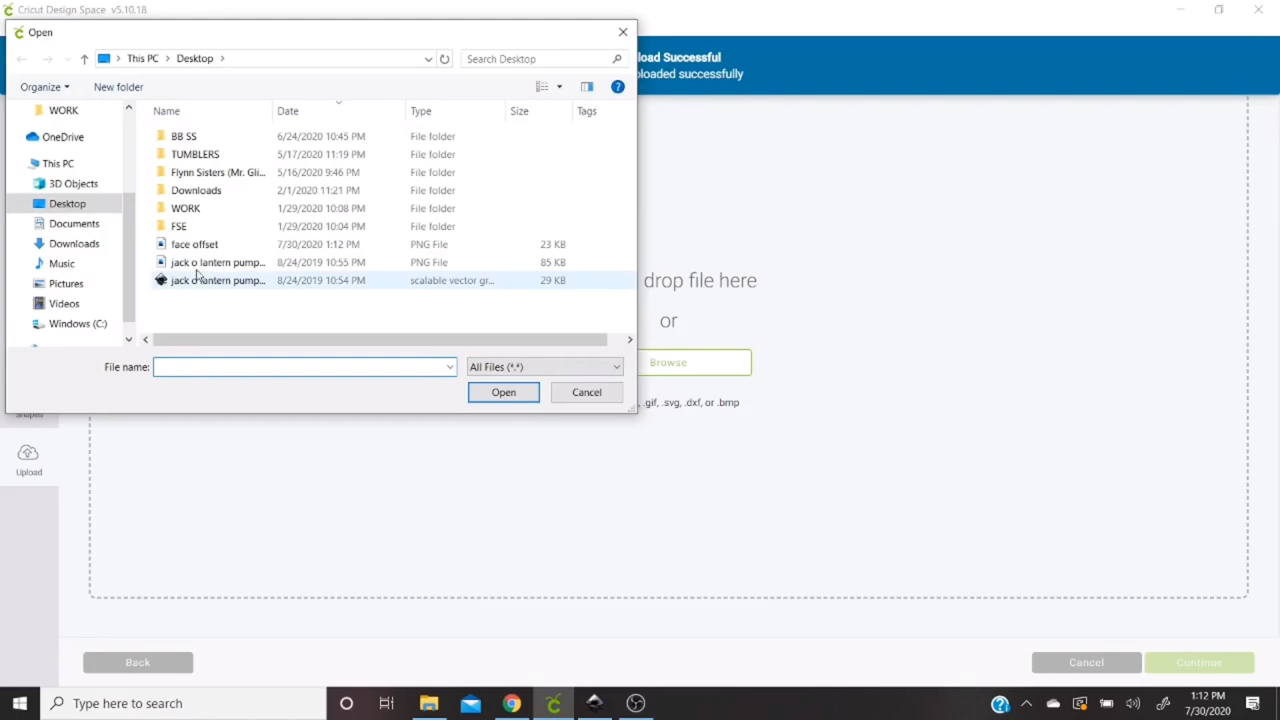 Cricut Design Space v5.10.18
Open
This PC > Desktop >
Search Desktop
load Successful
loaded successfully
Organize
New folder
Name Date Type Size Tags
WORK
OneDrive
This PC
3D Objects
Desktop
Documents
Downloads
Music
Pictures
Videos
Windows (C:)
BB SS 6/24/2020 10:45 PM File folder
TUMBLERS 5/17/2020 11:19 PM File folder
Flynn Sisters (Mr. Gli... 5/16/2020 9:46 PM File folder
Downloads 2/1/2020 11:21 PM File folder
WORK 1/29/2020 10:08 PM File folder
FSE 1/29/2020 10:04 PM File folder
face offset 7/30/2020 1:12 PM PNG File 23 KB
jack o lantern pump... 8/24/2019 10:55 PM PNG File 85 KB
jack o lantern pump... 8/24/2019 10:54 PM scalable vector gr... 29 KB
File name:
All Files (*.*)
Open
Cancel
drop file here
or
Browse
.gif, .svg, .dxf, or .bmp
Shapes
Upload
Back
Cancel
Continue
Type here to search
1:12 PM
7/30/2020